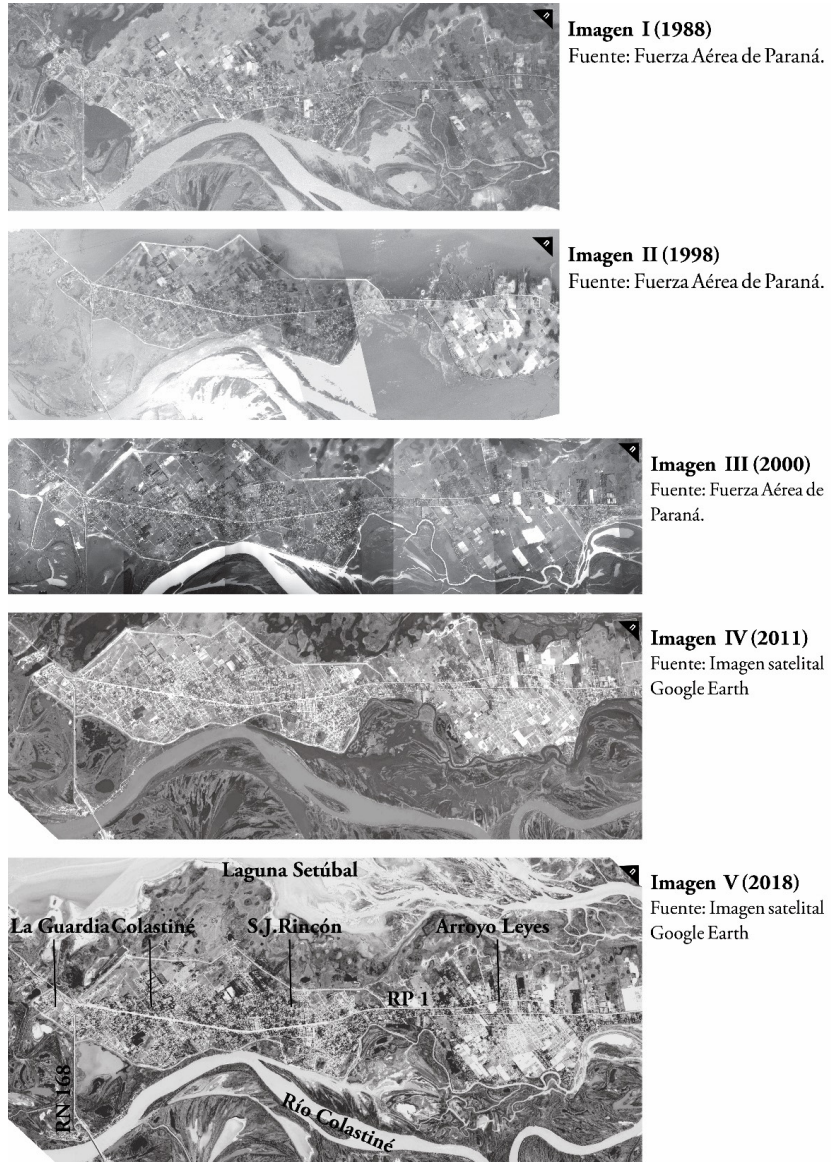 n
Imagen I (1988)
Fuente: Fuerza Aérea de Paraná.
n
Imagen II (1998)
Fuente: Fuerza Aérea de Paraná.
n
Imagen III (2000)
Fuente: Fuerza Aérea de
Paraná.
n
Imagen IV (2011)
Fuente: Imagen satelital
Google Earth
n
Imagen V (2018)
Fuente: Imagen satelital
Google Earth
Laguna Setúbal
La Guardia Colastiné S.J.Rincón Arroyo Leyes
RP 1
RN 168
Río Colastiné